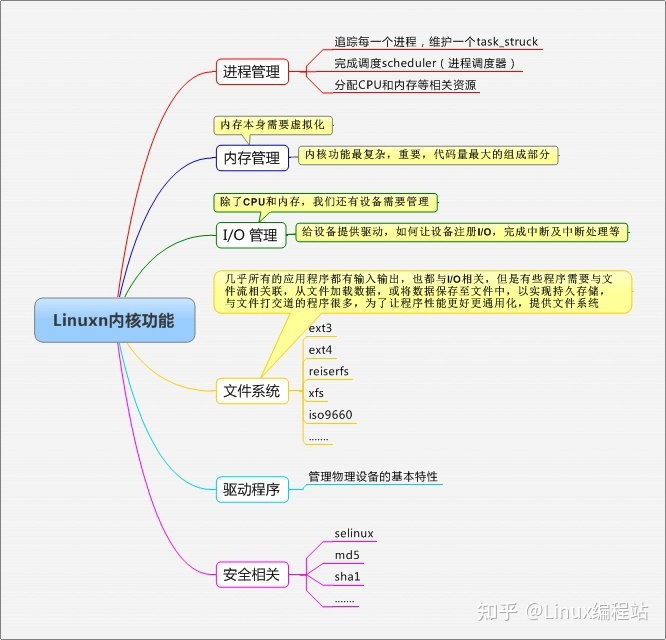 追踪每一个进程，维护一个task_struck
完成调度scheduler（进程调度器）
分配CPU和内存等相关资源
进程管理
内存本身需要虚拟化
内存管理
内核功能最复杂，重要，代码量最大的组成部分
除了CPU和内存，我们还有设备需要管理
I/O 管理
给设备提供驱动，如何让设备注册I/O，完成中断及中断处理等
几乎所有的应用程序都有输入输出，也都与I/O相关，但是有些程序需要与文
件流相关联，从文件加载数据，或将数据保存至文件中，以实现持久存储，
与文件打交道的程序很多，为了让程序性能更好更通用化，提供文件系统
Linuxn内核功能
文件系统
ext3
ext4
reiserfs
xfs
iso9660
.......
驱动程序
管理物理设备的基本特性
安全相关
selinux
md5
sha1
.......
知乎 @Linux编程站